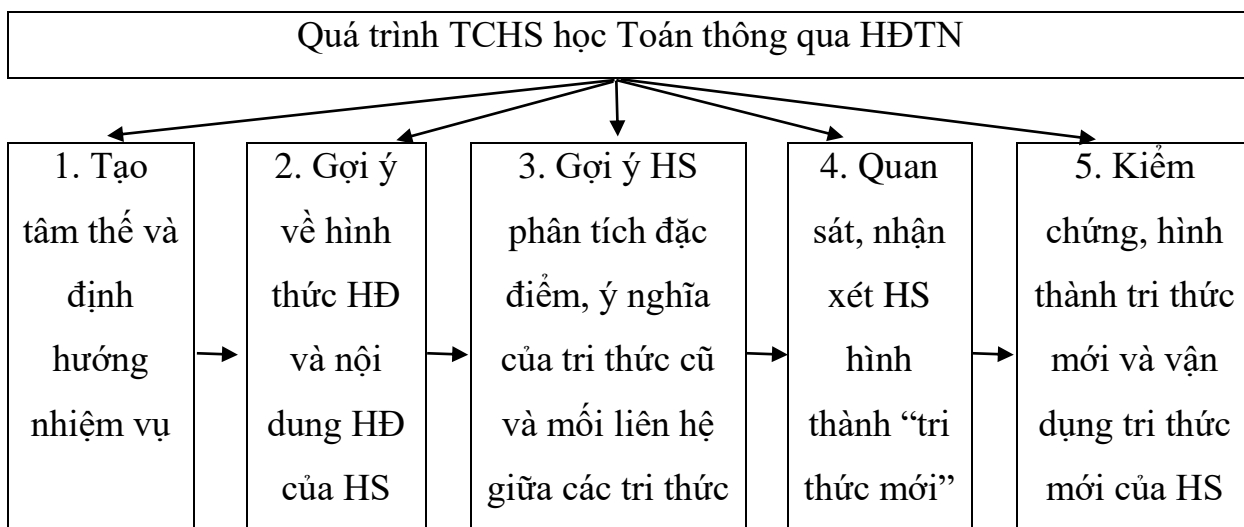 Quá trình TCHS học Toán thông qua HĐTN
1. Tạo
tâm thế và
định
hướng
nhiệm vụ
2. Gợi ý
về hình
thức HĐ
và nội
dung HĐ
của HS
3. Gợi ý HS
phân tích đặc
điểm, ý nghĩa
của tri thức cũ
và mối liên hệ
giữa các tri thức
4. Quan
sát, nhận
xét HS
hình
thành “tri
thức mới”
5. Kiểm
chứng, hình
thành tri thức
mới và vận
dụng tri thức
mới của HS